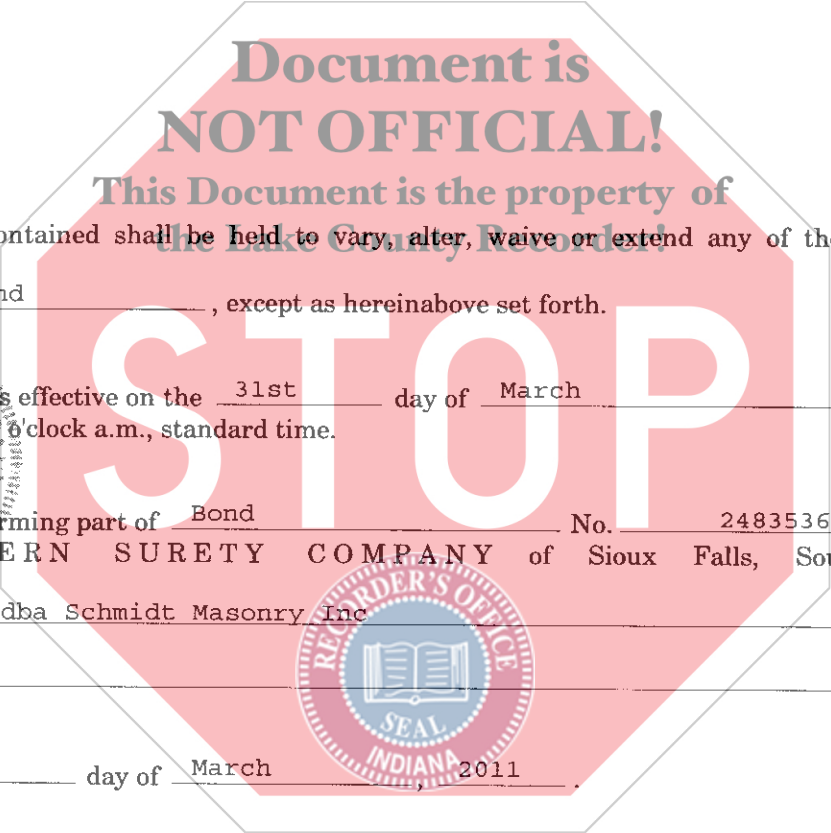 Document is
NOT OFFICIAL!
This Document is the property of
the Lake County Recorder!
ontained shall be held to vary, alter, waive or extend any of the
nd , except as hereinabove set forth.
STOP
s effective on the 31st day of March
o'clock a.m., standard time.
rming part of Bond No. 2483536
ERN SURETY COMPANY of Sioux Falls, Sou
dba Schmidt Masonry Inc
RECORDER'S OFFICE
SEAL
INDIANA
day of March , 2011 .